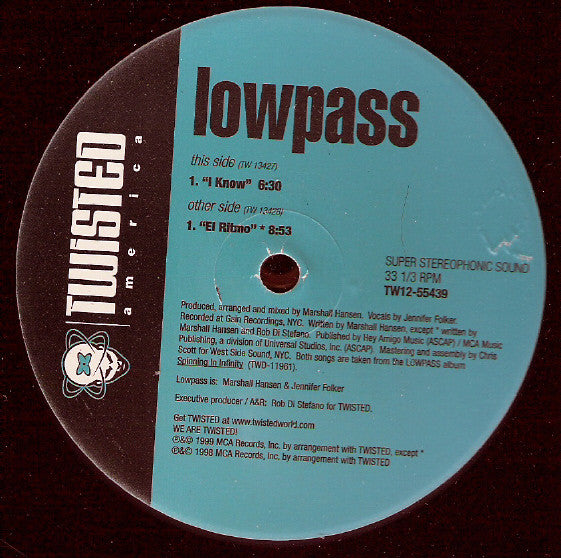 TWISTED
america
lowpass
this side (TW 13427)
1. "I Know" 6:30
other side (TW 13428)
1. "El Ritmo" * 8:53
SUPER STEREOPHONIC SOUND
33 1/3 RPM
TW12-55439
Produced, arranged and mixed by Marshall Hansen. Vocals by Jennifer Folker.
Recorded at Gain Recordings, NYC. Written by Marshall Hansen, except * written by
Marshall Hansen and Rob Di Stefano. Published by Hey Amigo Music (ASCAP) / MCA Music
Publishing, a division of Universal Studios, Inc. (ASCAP). Mastering and assembly by Chris
Scott for West Side Sound, NYC. Both songs are taken from the LOWPASS album
Spinning In Infinity (TWD-11961).
Lowpass is: Marshall Hansen & Jennifer Folker
Executive producer / A&R: Rob Di Stefano for TWISTED.
Get TWISTED at www.twistedworld.com
WE ARE TWISTED!
℗&© 1999 MCA Records, Inc. by arrangement with TWISTED, except *
℗&© 1998 MCA Records, Inc. by arrangement with TWISTED